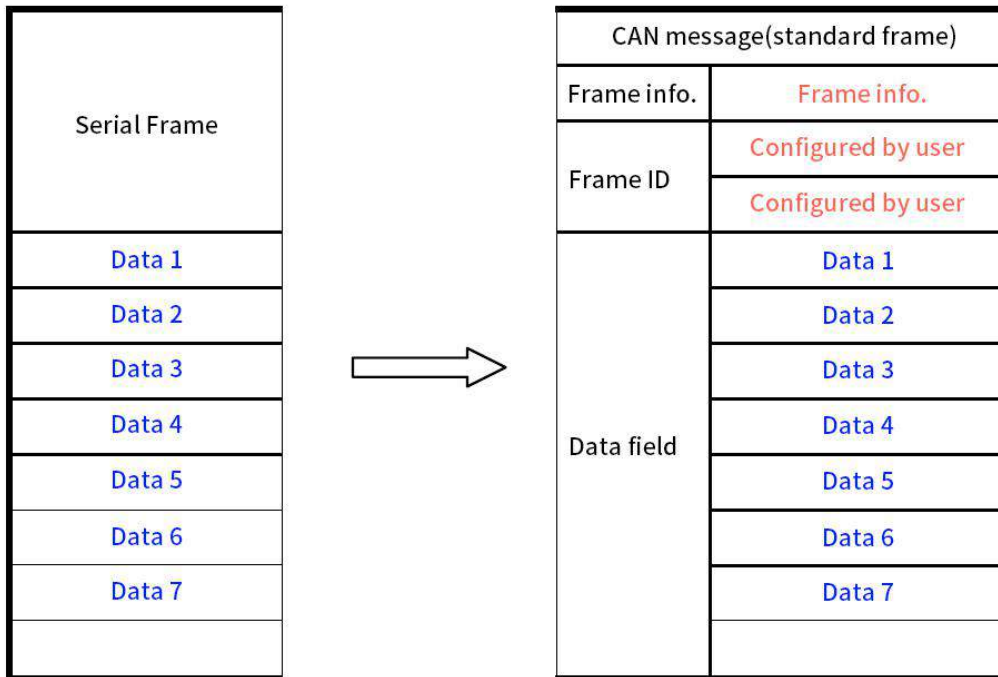 Serial Frame
Data 1
Data 2
Data 3
Data 4
Data 5
Data 6
Data 7
CAN message(standard frame)
Frame info.
Frame info.
Frame ID
Configured by user
Configured by user
Data field
Data 1
Data 2
Data 3
Data 4
Data 5
Data 6
Data 7